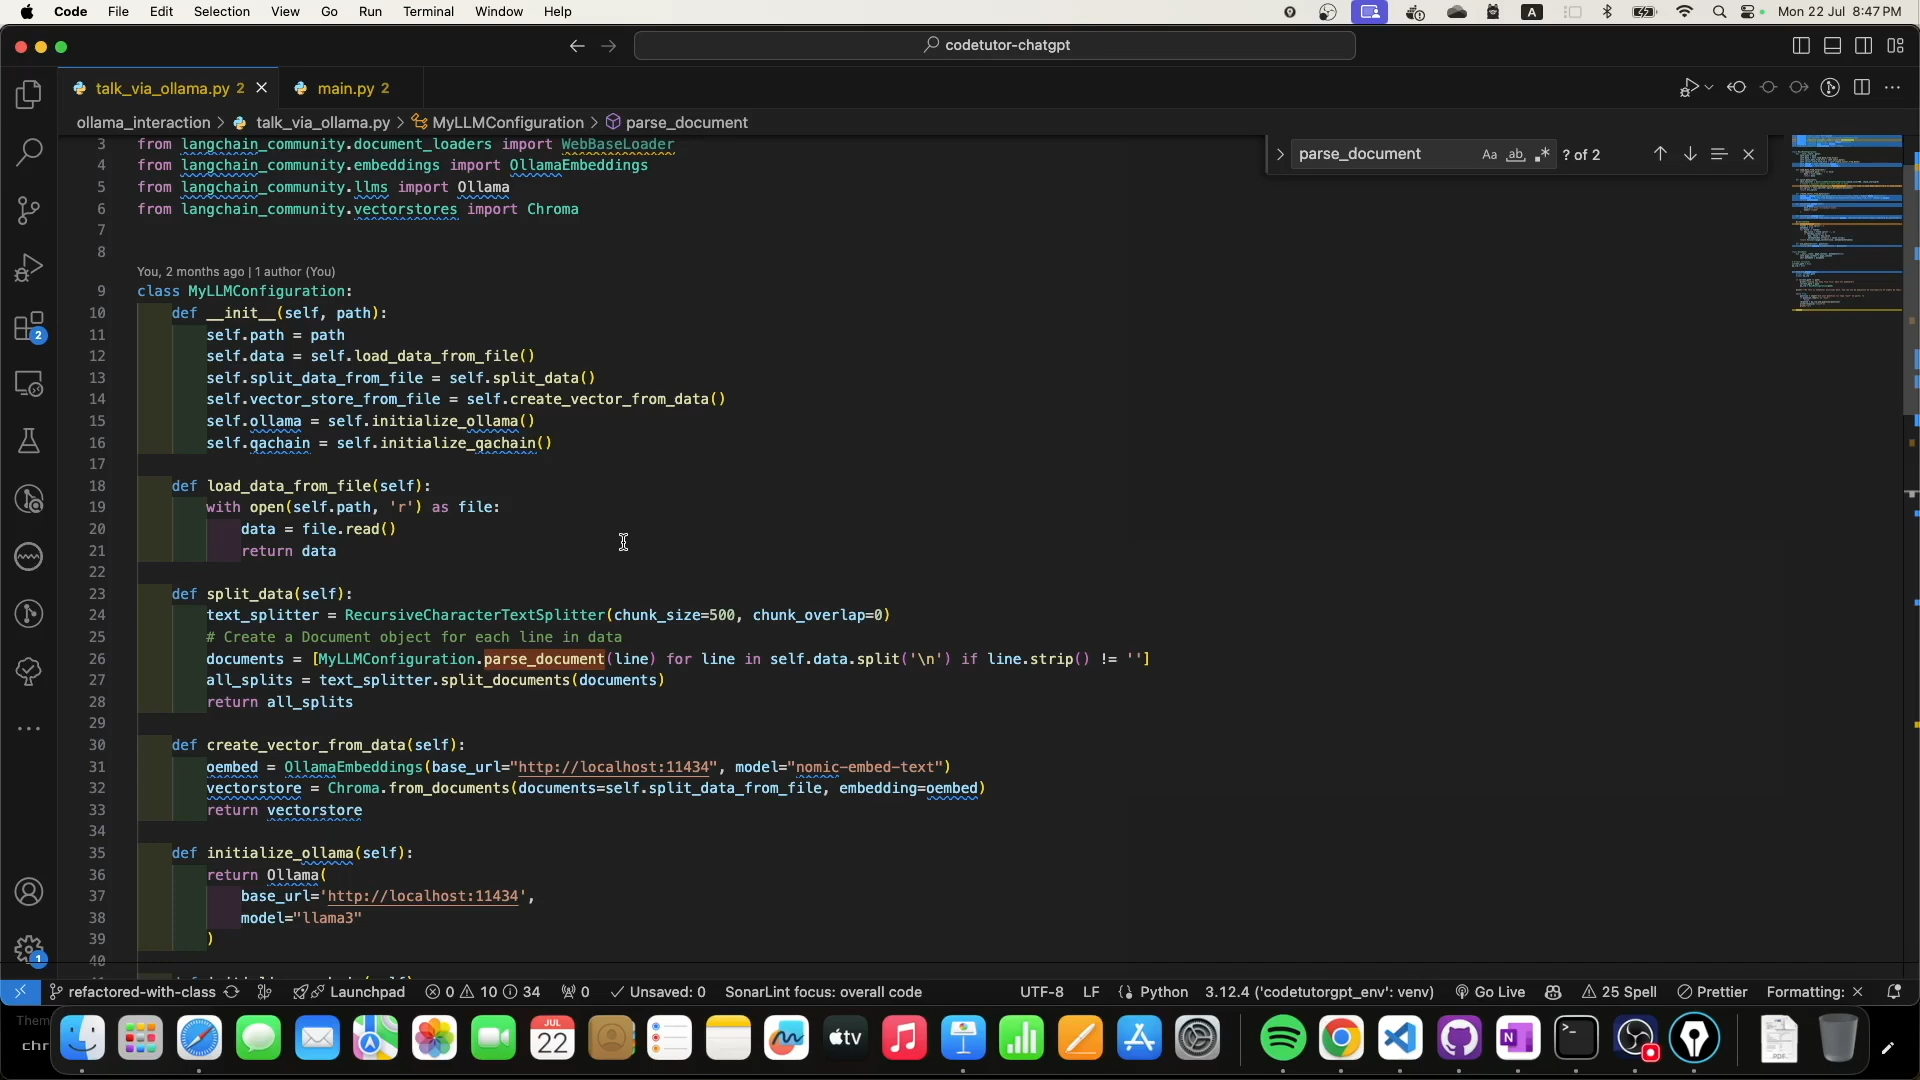 Code File Edit Selection View Go Run Terminal Window Help A Mon 22 Jul 8:47 PM
codetutor-chatgpt
talk_via_ollama.py 2 main.py 2
ollama_interaction > talk_via_ollama.py > MyLLMConfiguration > parse_document
parse_document Aa ab ? of 2
3 from langchain_community.document_loaders import WebBaseLoader
4 from langchain_community.embeddings import OllamaEmbeddings
5 from langchain_community.llms import Ollama
6 from langchain_community.vectorstores import Chroma
7
8
You, 2 months ago | 1 author (You)
9 class MyLLMConfiguration:
10 def __init__(self, path):
11 self.path = path
12 self.data = self.load_data_from_file()
13 self.split_data_from_file = self.split_data()
14 self.vector_store_from_file = self.create_vector_from_data()
15 self.ollama = self.initialize_ollama()
16 self.qachain = self.initialize_qachain()
17
18 def load_data_from_file(self):
19 with open(self.path, 'r') as file:
20 data = file.read()
21 return data
22
23 def split_data(self):
24 text_splitter = RecursiveCharacterTextSplitter(chunk_size=500, chunk_overlap=0)
25 # Create a Document object for each line in data
26 documents = [MyLLMConfiguration.parse_document(line) for line in self.data.split('\n') if line.strip() != '']
27 all_splits = text_splitter.split_documents(documents)
28 return all_splits
29
30 def create_vector_from_data(self):
31 oembed = OllamaEmbeddings(base_url="http://localhost:11434", model="nomic-embed-text")
32 vectorstore = Chroma.from_documents(documents=self.split_data_from_file, embedding=oembed)
33 return vectorstore
34
35 def initialize_ollama(self):
36 return Ollama(
37 base_url='http://localhost:11434',
38 model="llama3"
39 )
40
2
1
refactored-with-class Launchpad 0 10 34 0 Unsaved: 0 SonarLint focus: overall code UTF-8 LF Python 3.12.4 ('codetutorgpt_env': venv) Go Live 25 Spell Prettier Formatting:
Them
chr
JUL
22
tv
N
PDF